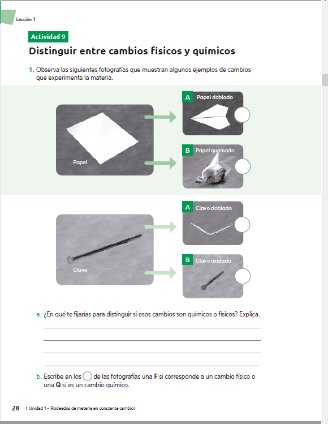 Lección 1
Actividad 9
Distinguir entre cambios físicos y químicos
1. Observa las siguientes fotografías que muestran algunos ejemplos de cambios
que experimenta la materia.
A Papel doblado
Papel
B Papel quemado
A Clavo doblado
Clavo
B Clavo oxidado
a. ¿En qué te fijarías para distinguir si esos cambios son químicos o físicos? Explica.
b. Escribe en los de las fotografías una F si corresponde a un cambio físico o
una Q si es un cambio químico.
28 Unidad 1 - Rodeados de materia en constante cambio